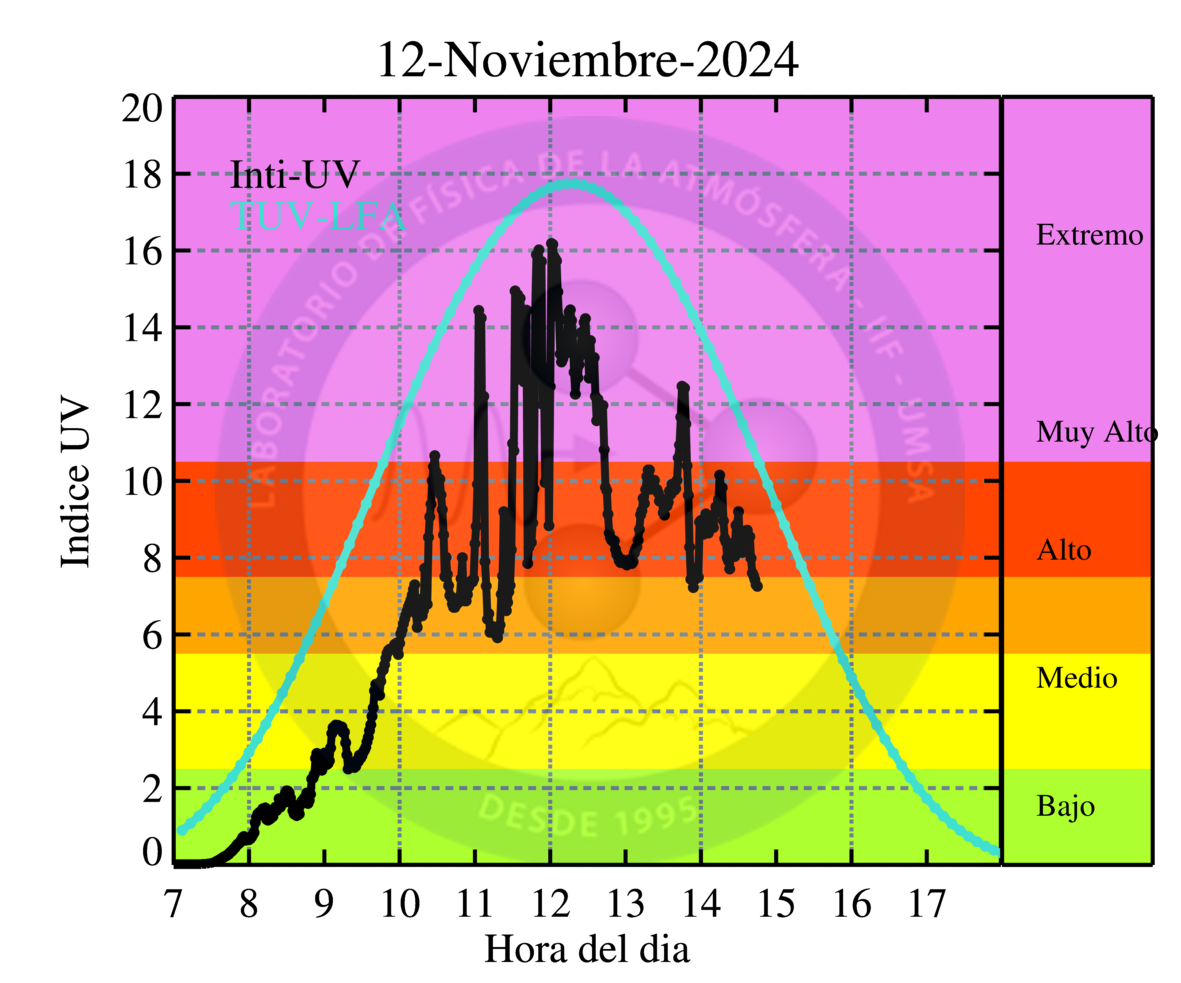 12-Noviembre-2024
20
18
16
14
12
10
8
6
4
2
0
Indice UV
Inti-UV
TUV-LFA
LABORATORIO DE FÍSICA DE LA ATMÓSFERA - IIF - UMSA
DESDE 1995
Extremo
Muy Alto
Alto
Medio
Bajo
7 8 9 10 11 12 13 14 15 16 17
Hora del dia